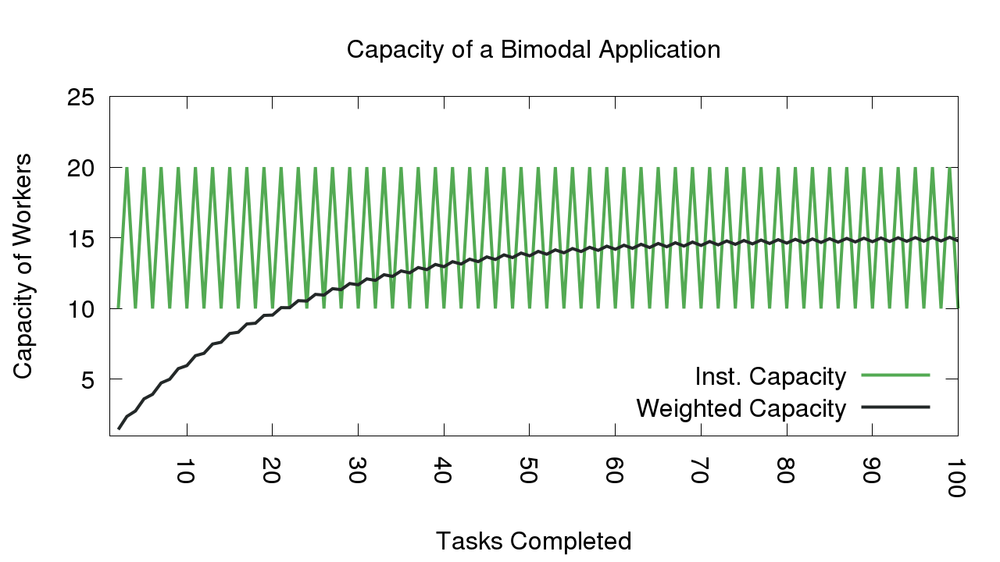 Capacity of a Bimodal Application
25
20
15
10
5
Capacity of Workers
Inst. Capacity
Weighted Capacity
10 20 30 40 50 60 70 80 90 100
Tasks Completed